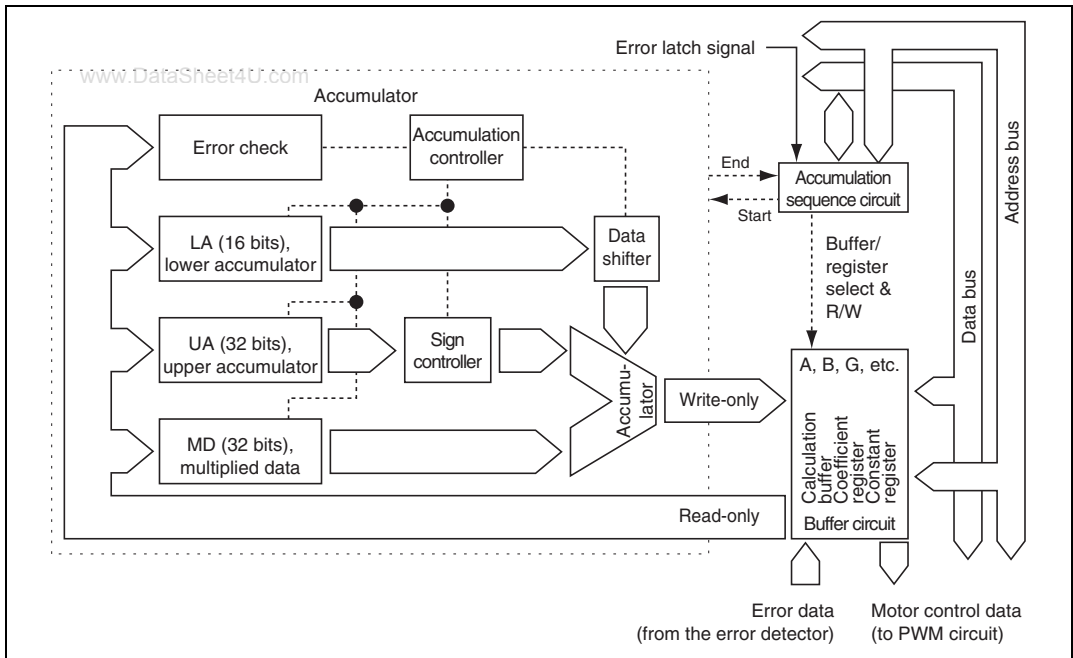 Error latch signal
www.DataSheet4U.com
Accumulator
Error check
Accumulation
controller
End
Start
Accumulation
sequence circuit
Address bus
LA (16 bits),
lower accumulator
Data
shifter
Buffer/
register
select &
R/W
Data bus
UA (32 bits),
upper accumulator
Sign
controller
Accumu-
lator
Write-only
A, B, G, etc.
MD (32 bits),
multiplied data
Calculation
buffer
Coefficient
register
Constant
register
Read-only
Buffer circuit
Error data
(from the error detector)
Motor control data
(to PWM circuit)